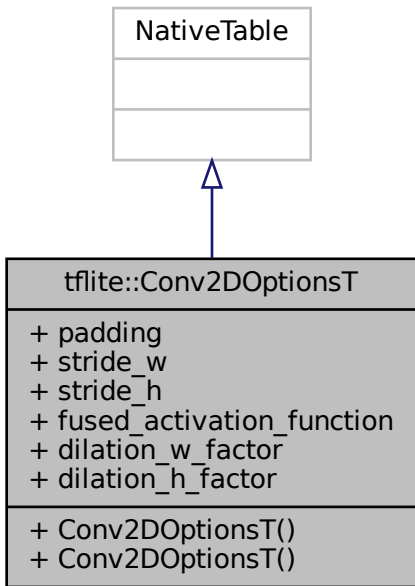 NativeTable
tflite::Conv2DOptionsT
+ padding
+ stride_w
+ stride_h
+ fused_activation_function
+ dilation_w_factor
+ dilation_h_factor
+ Conv2DOptionsT()
+ Conv2DOptionsT()